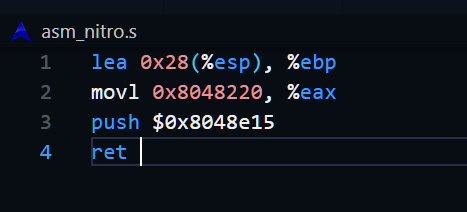 asm_nitro.s
1 lea 0x28(%esp), %ebp
2 movl 0x8048220, %eax
3 push $0x8048e15
4 ret